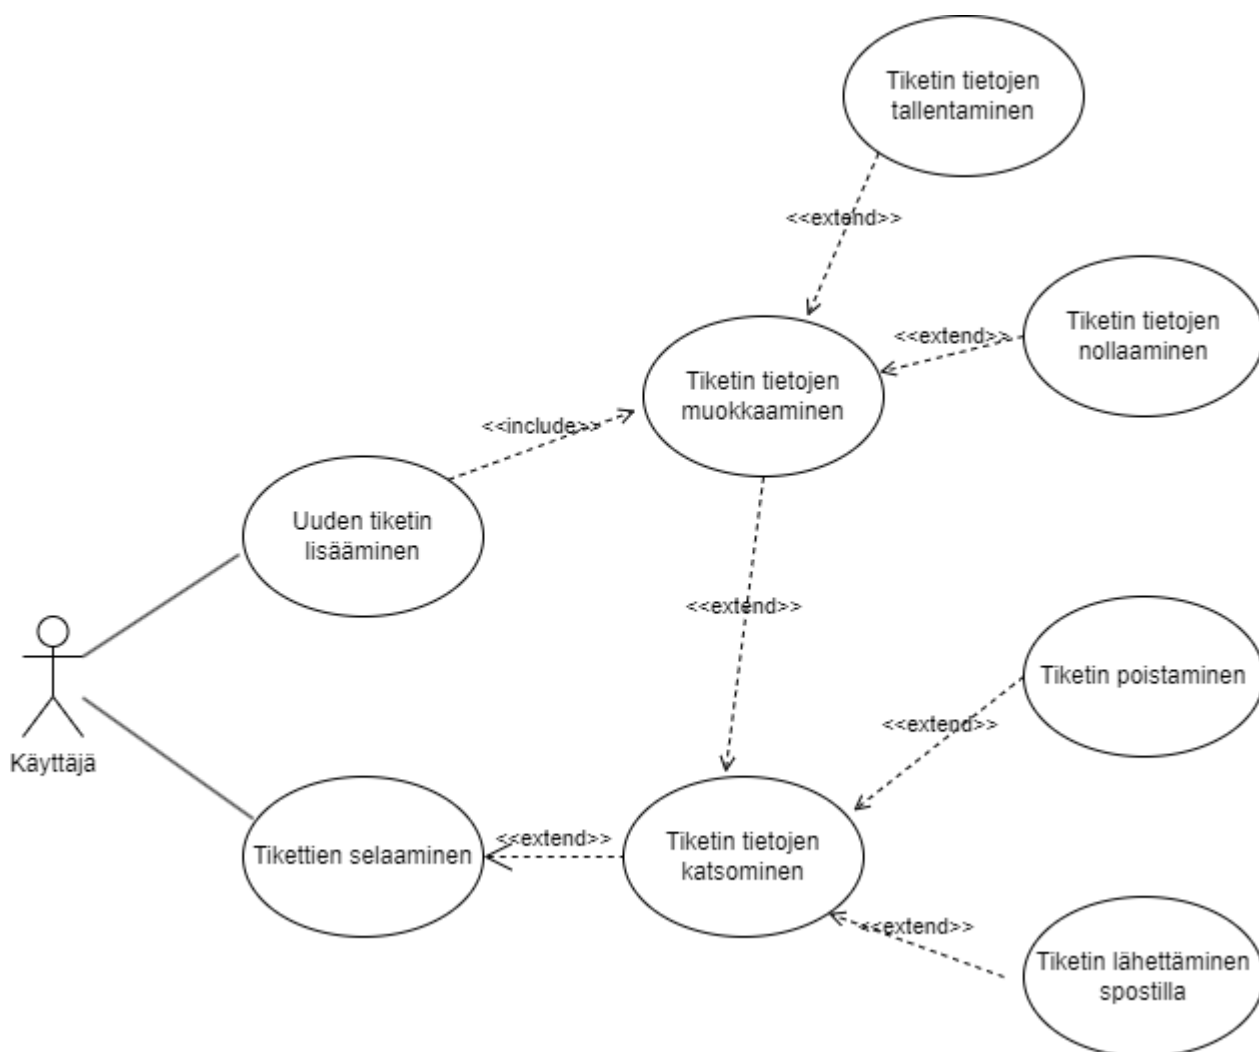 Tiketin tietojen
tallentaminen
<<extend>>
Tiketin tietojen
nollaaminen
<<extend>>
Tiketin tietojen
muokkaaminen
<<include>>
Uuden tiketin
lisääminen
<<extend>>
Tiketin poistaminen
<<extend>>
Käyttäjä
Tikettien selaaminen
<<extend>>
Tiketin tietojen
katsominen
<<extend>>
Tiketin lähettäminen
spostilla